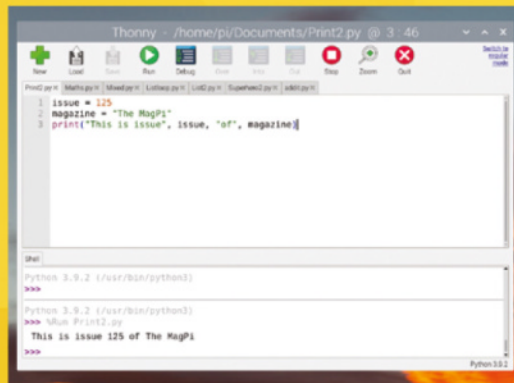 Thonny - /home/pi/Documents/Print2.py @ 3 : 46
New Load Save Run Debug Over Into Out Stop Zoom Quit
Switch to
regular
mode
Print2.py Maths.py Mixed.py List2.py
1 issue = 125
2 magazine = "The MagPi"
3 print("This is issue", issue, "of", magazine)
Shell
Python 3.9.2 (/usr/bin/python3)
>>>
Python 3.9.2 (/usr/bin/python3)
>>> %Run Print2.py
This is issue 125 of The MagPi
>>>
Python 3.9.2